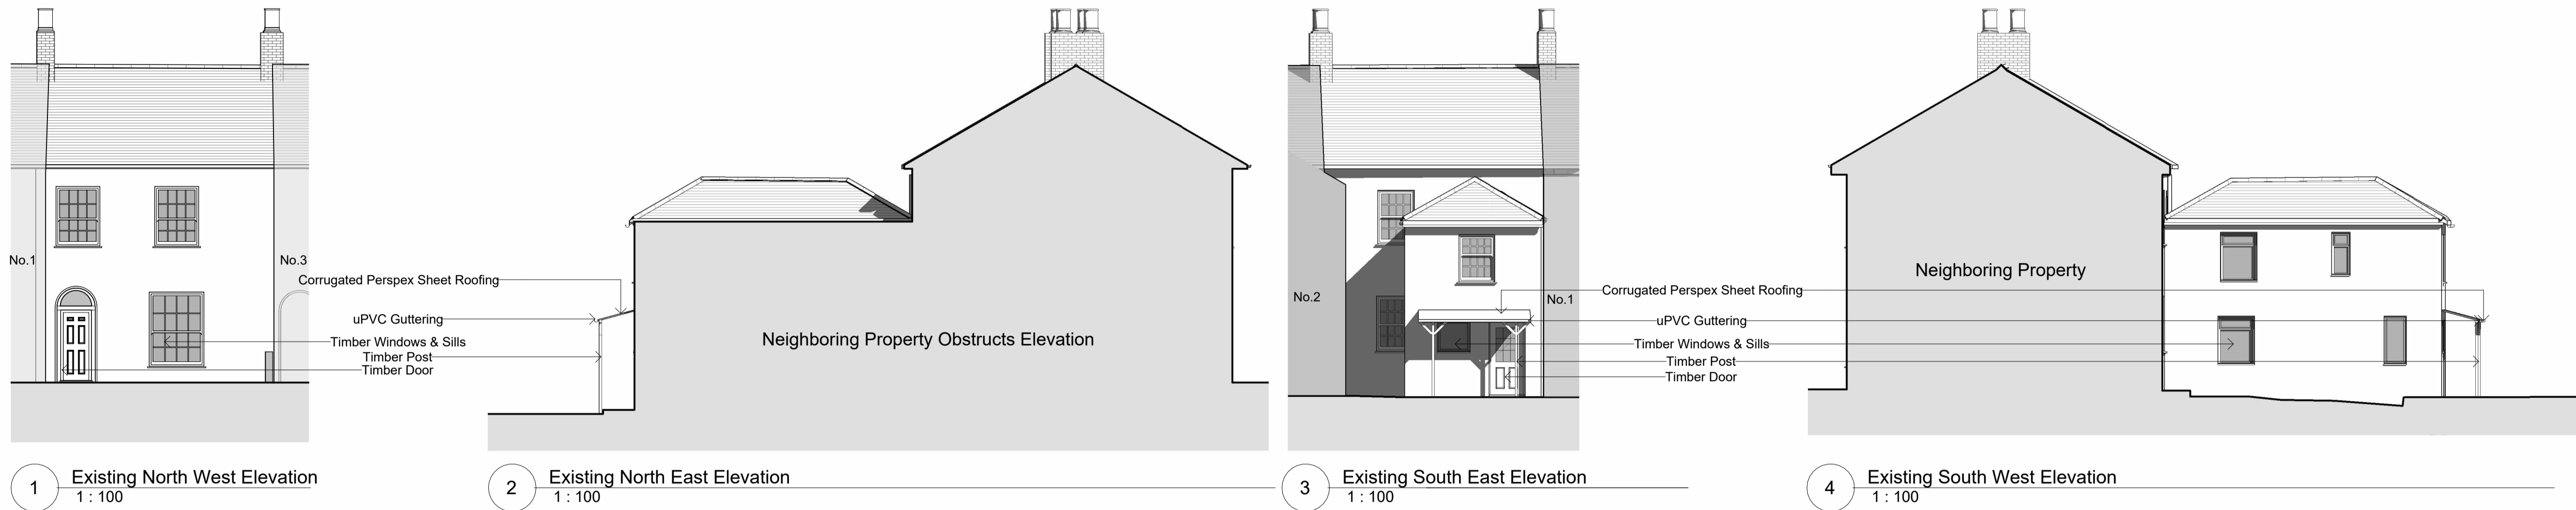 No.1
No.3
Corrugated Perspex Sheet Roofing
uPVC Guttering
Timber Windows & Sills
Timber Post
Timber Door
1
Existing North West Elevation
1 : 100
Neighboring Property Obstructs Elevation
2
Existing North East Elevation
1 : 100
No.2
No.1
Corrugated Perspex Sheet Roofing
uPVC Guttering
Timber Windows & Sills
Timber Post
Timber Door
3
Existing South East Elevation
1 : 100
Neighboring Property
4
Existing South West Elevation
1 : 100